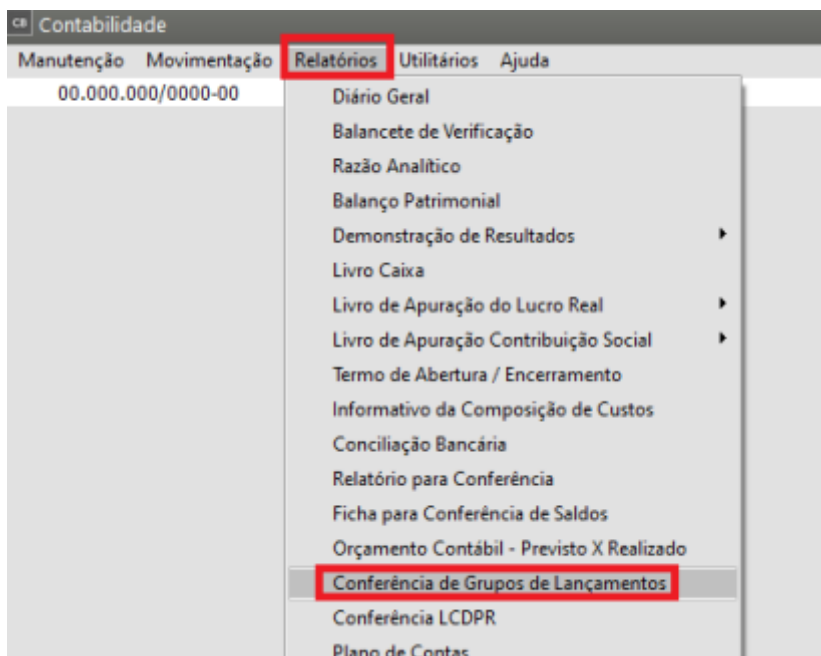 CB Contabilidade
Manutenção Movimentação Relatórios Utilitários Ajuda
00.000.000/0000-00
Diário Geral
Balancete de Verificação
Razão Analítico
Balanço Patrimonial
Demonstração de Resultados
Livro Caixa
Livro de Apuração do Lucro Real
Livro de Apuração Contribuição Social
Termo de Abertura / Encerramento
Informativo da Composição de Custos
Conciliação Bancária
Relatório para Conferência
Ficha para Conferência de Saldos
Orçamento Contábil - Previsto X Realizado
Conferência de Grupos de Lançamentos
Conferência LCDPR
Plano de Contas